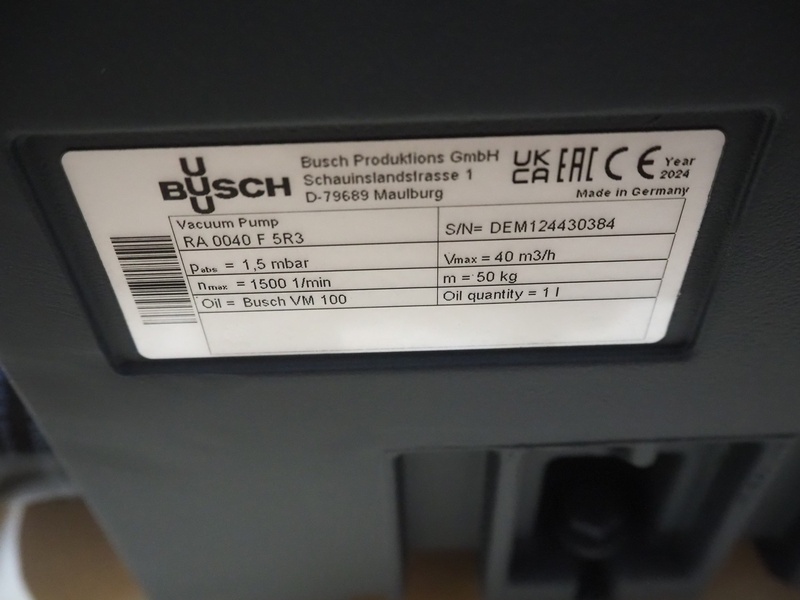 U
BUSCH
U
Busch Produktions GmbH
Schauinslandstrasse 1
D-79689 Maulburg
UK
CA EAC CE
Year
2024
Made in Germany
Vacuum Pump
RA 0040 F 5R3
S/N= DEM124430384
Pabs = 1,5 mbar
Vmax = 40 m3/h
nmax = 1500 1/min
m = 50 kg
Oil = Busch VM 100
Oil quantity = 1 l